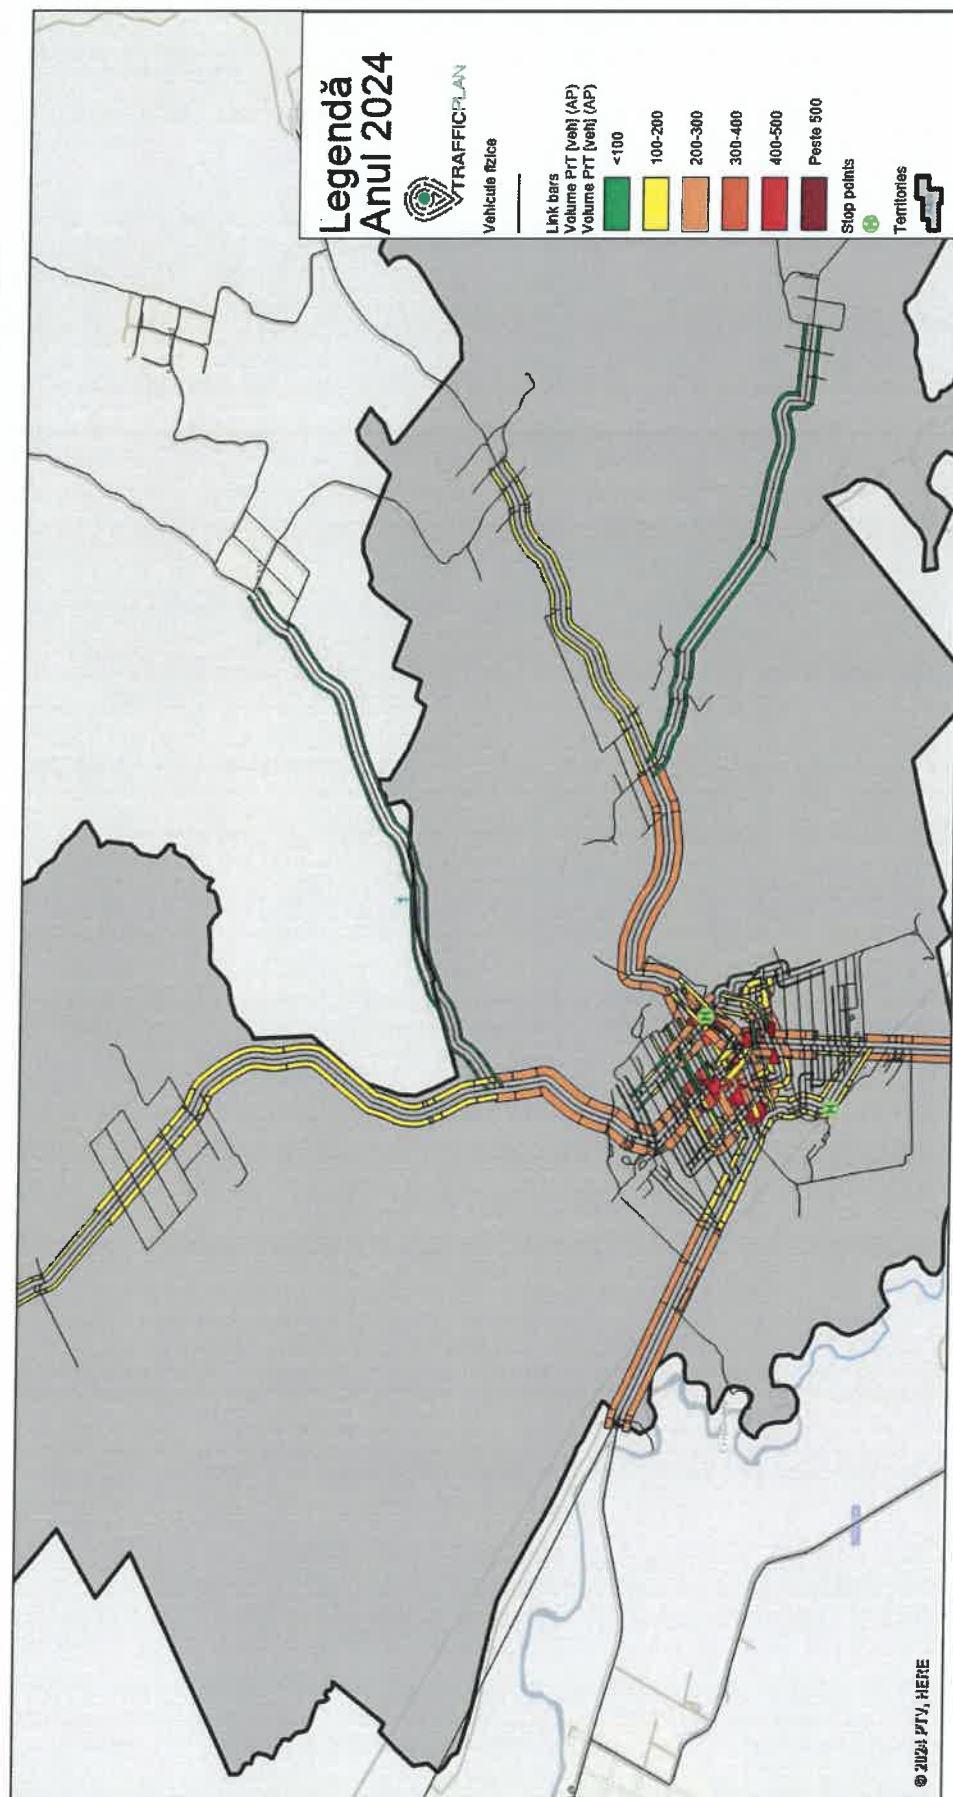 Legendă
Anul 2024
TRAFFICPLAN
Vehicule fizice
Link bars
Volume PrT [veh] (AP)
Volume PrT [veh] (AP)
<100
100-200
200-300
300-400
400-500
Peste 500
Stop points
H
Territories
H
H
© 2024 PTV, HERE